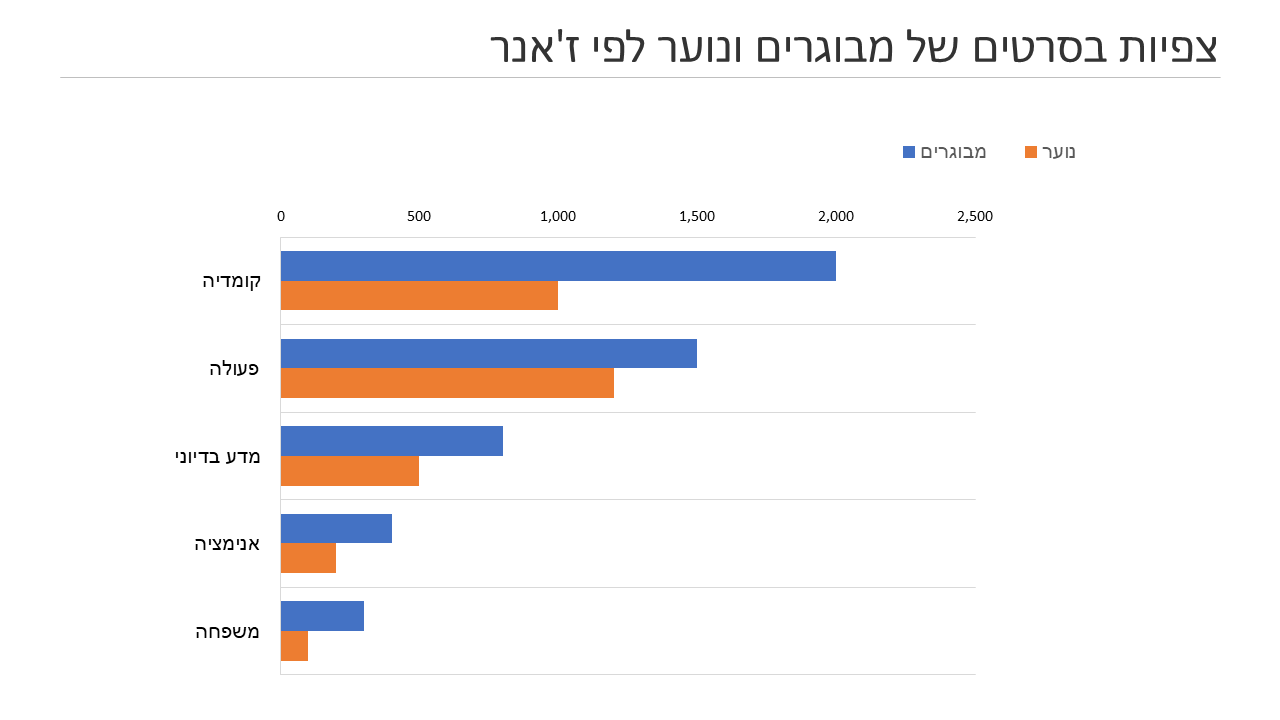 צפיות בסרטים של מבוגרים ונוער לפי ז'אנר
מבוגרים נוער
0 500 1,000 1,500 2,000 2,500
קומדיה
פעולה
מדע בדיוני
אנימציה
משפחה